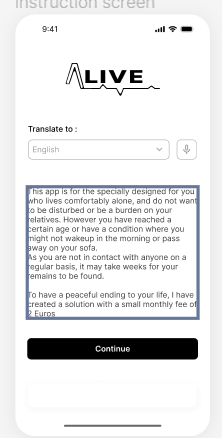 Instruction screen
9:41
ALIVE
Translate to :
English
This app is for the specially designed for you
who lives comfortably alone, and do not want
to be disturbed or be a burden on your
relatives. However you have reached a
certain age or have a condition where you
might not wakeup in the morning or pass
away on your sofa.
As you are not in contact with anyone on a
regular basis, it may take weeks for your
remains to be found.
To have a peaceful ending to your life, I have
created a solution with a small monthly fee of
2 Euros
Continue